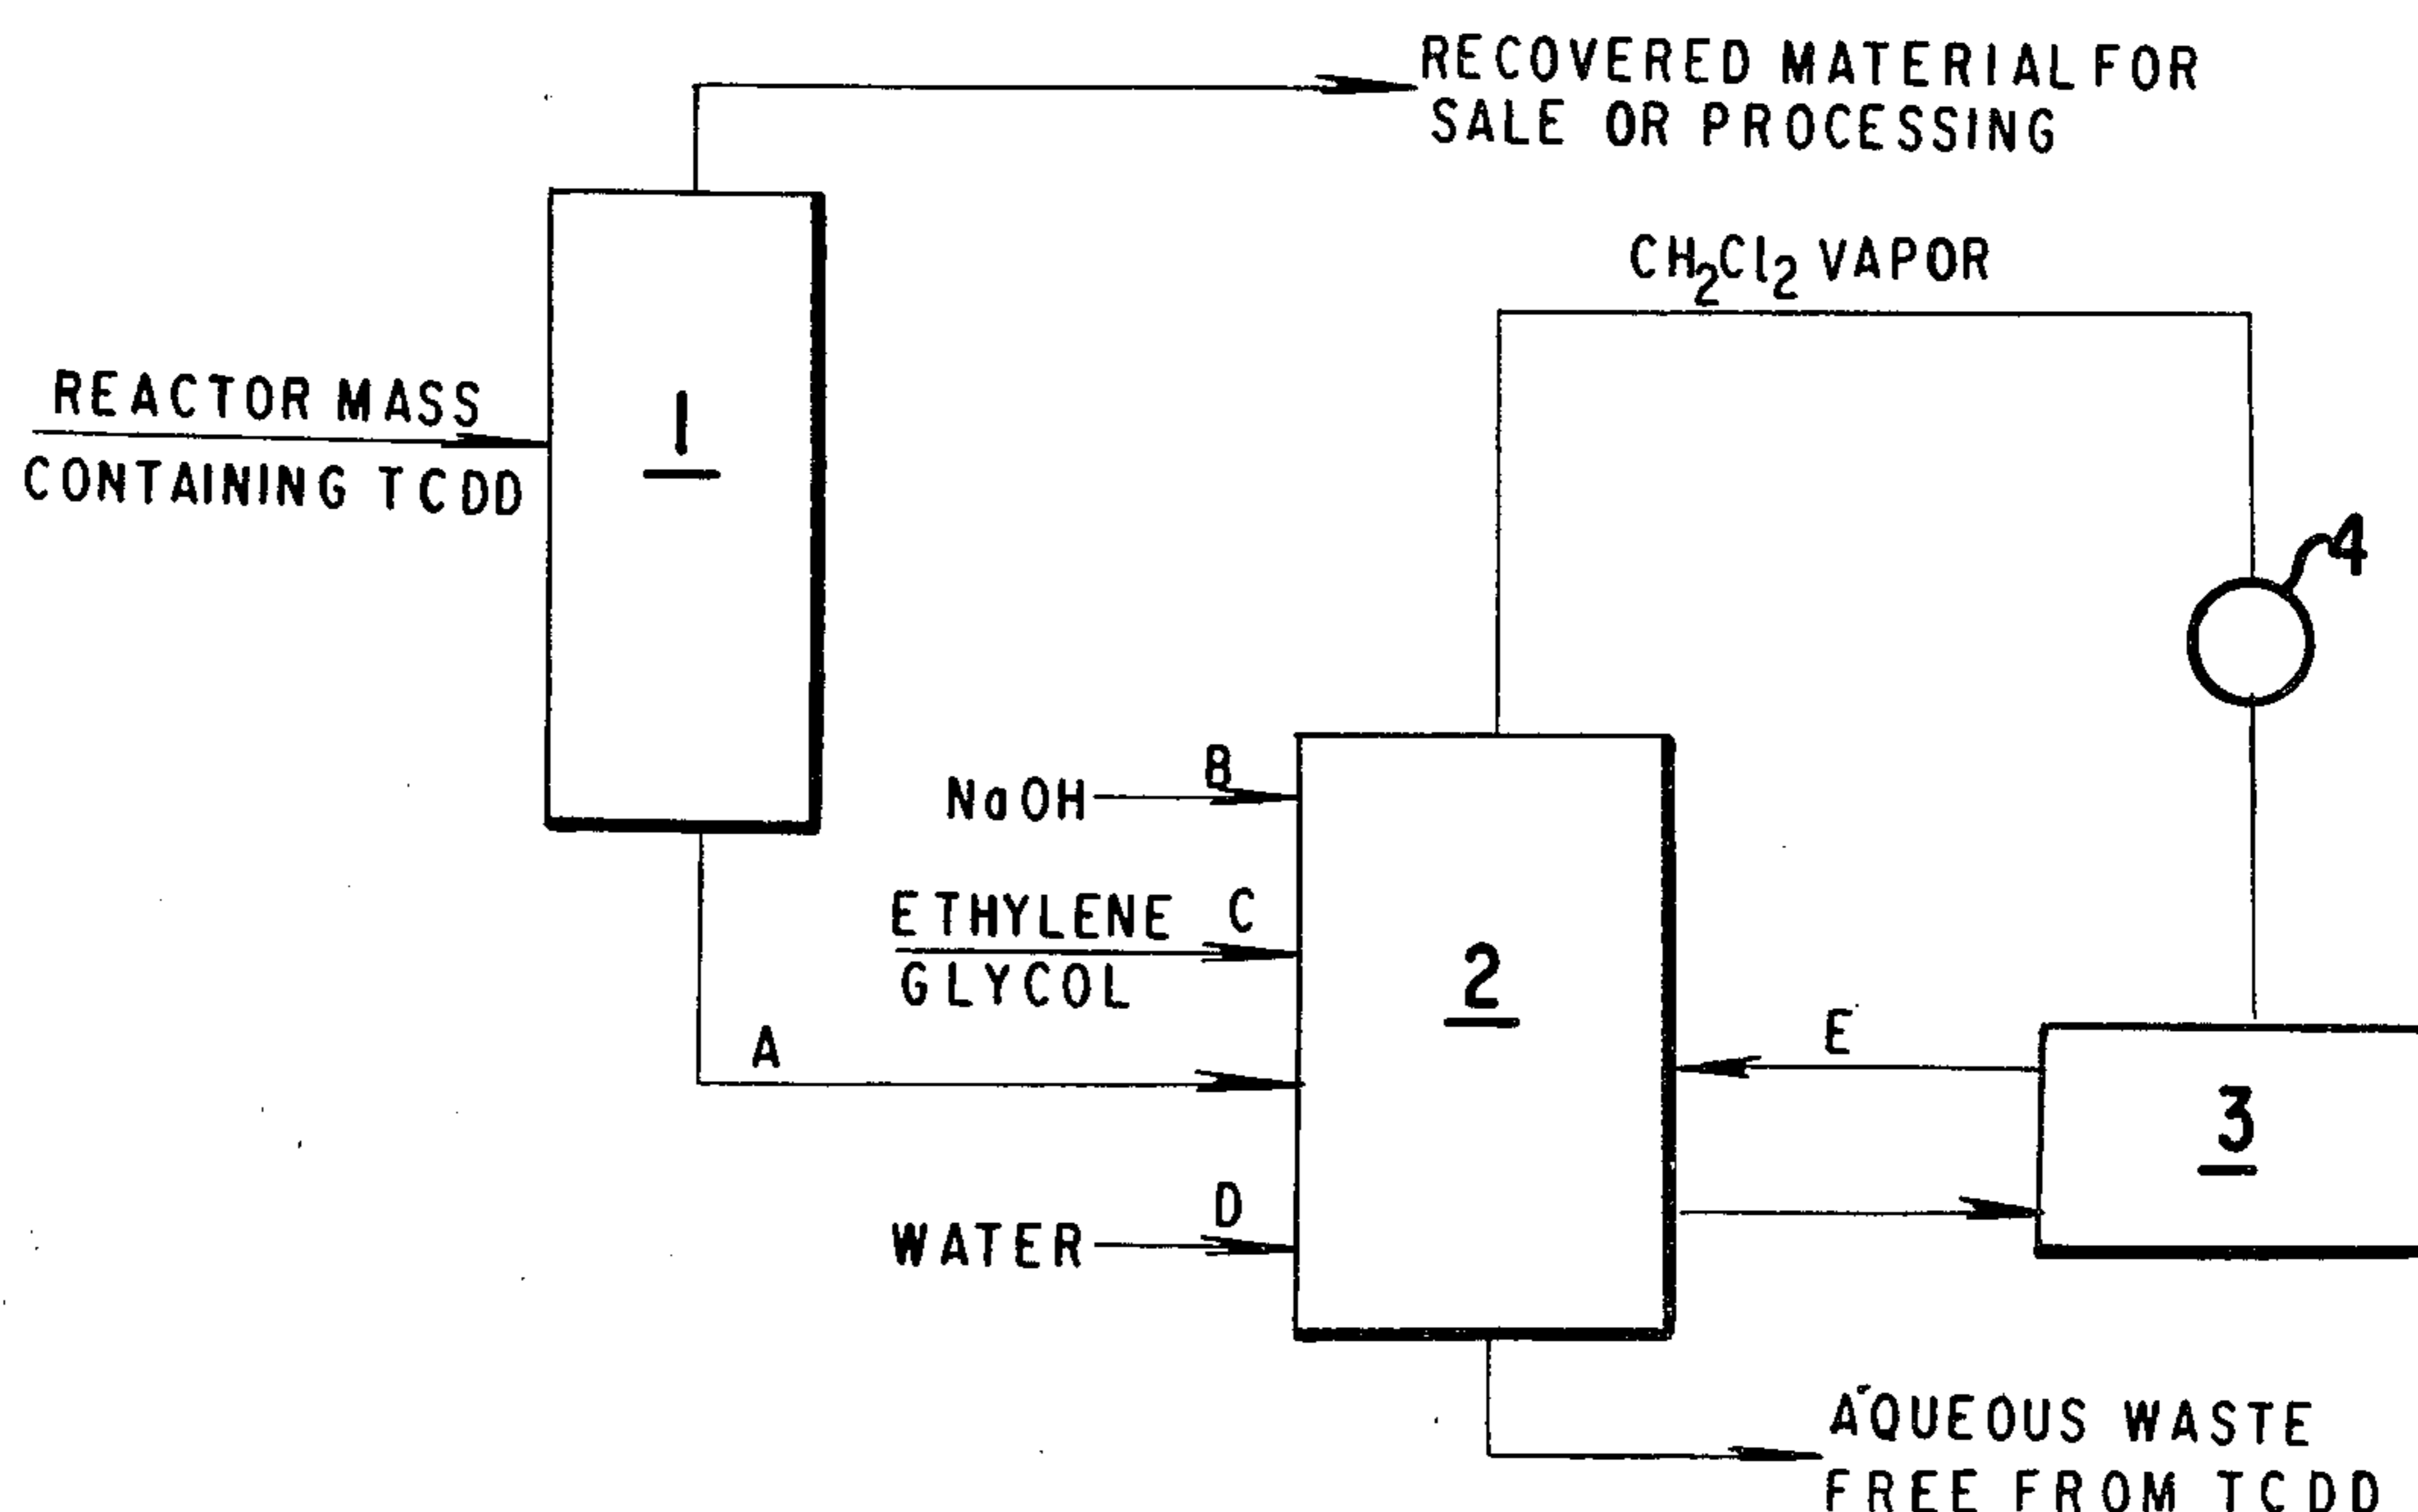 RECOVERED MATERIAL FOR
SALE OR PROCESSING
CH2Cl2 VAPOR
REACTOR MASS
CONTAINING TCDD
1
4
B
NaOH
ETHYLENE C
GLYCOL
2
A
E
3
D
WATER
AQUEOUS WASTE
FREE FROM TCDD